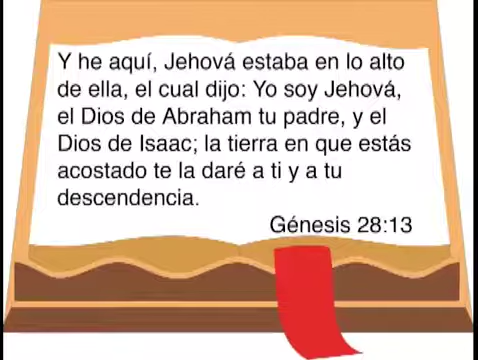 Y he aquí, Jehová estaba en lo alto
de ella, el cual dijo: Yo soy Jehová,
el Dios de Abraham tu padre, y el
Dios de Isaac; la tierra en que estás
acostado te la daré a ti y a tu
descendencia.
Génesis 28:13